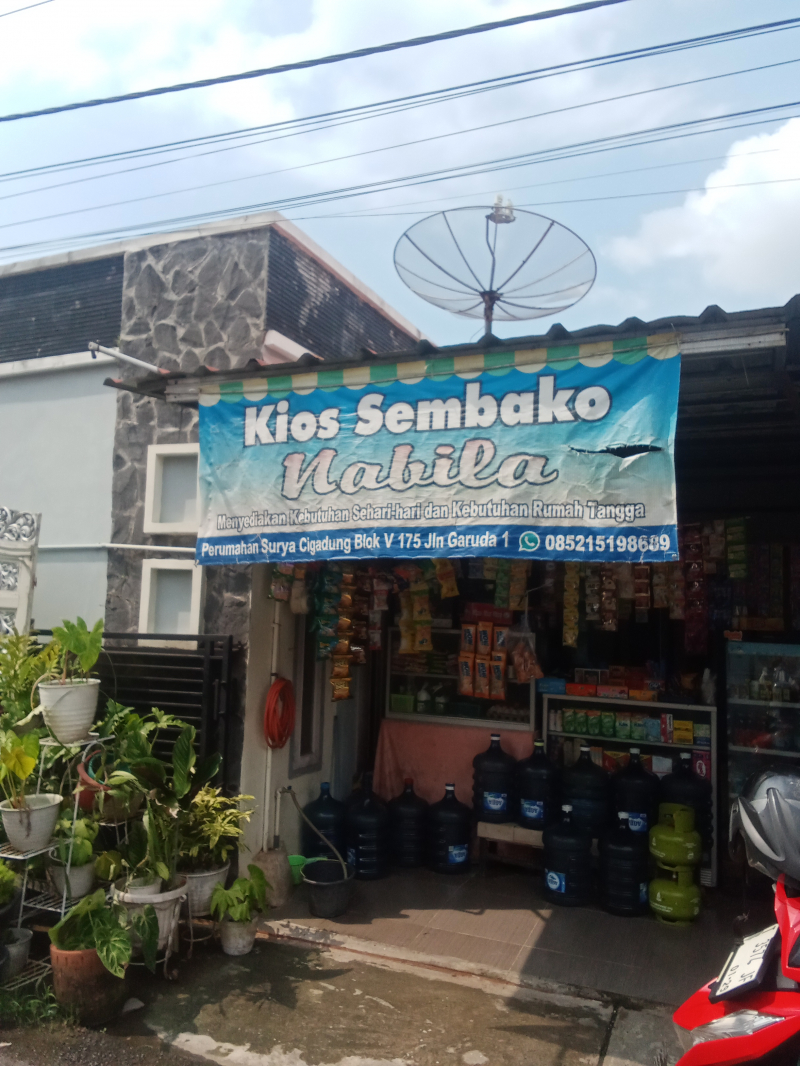 Kios Sembako
Nabila
Menyediakan Kebutuhan Sehari-hari dan Kebutuhan Rumah Tangga
Perumahan Surya Cigadung Blok V 175 Jln Garuda 1 085215198689